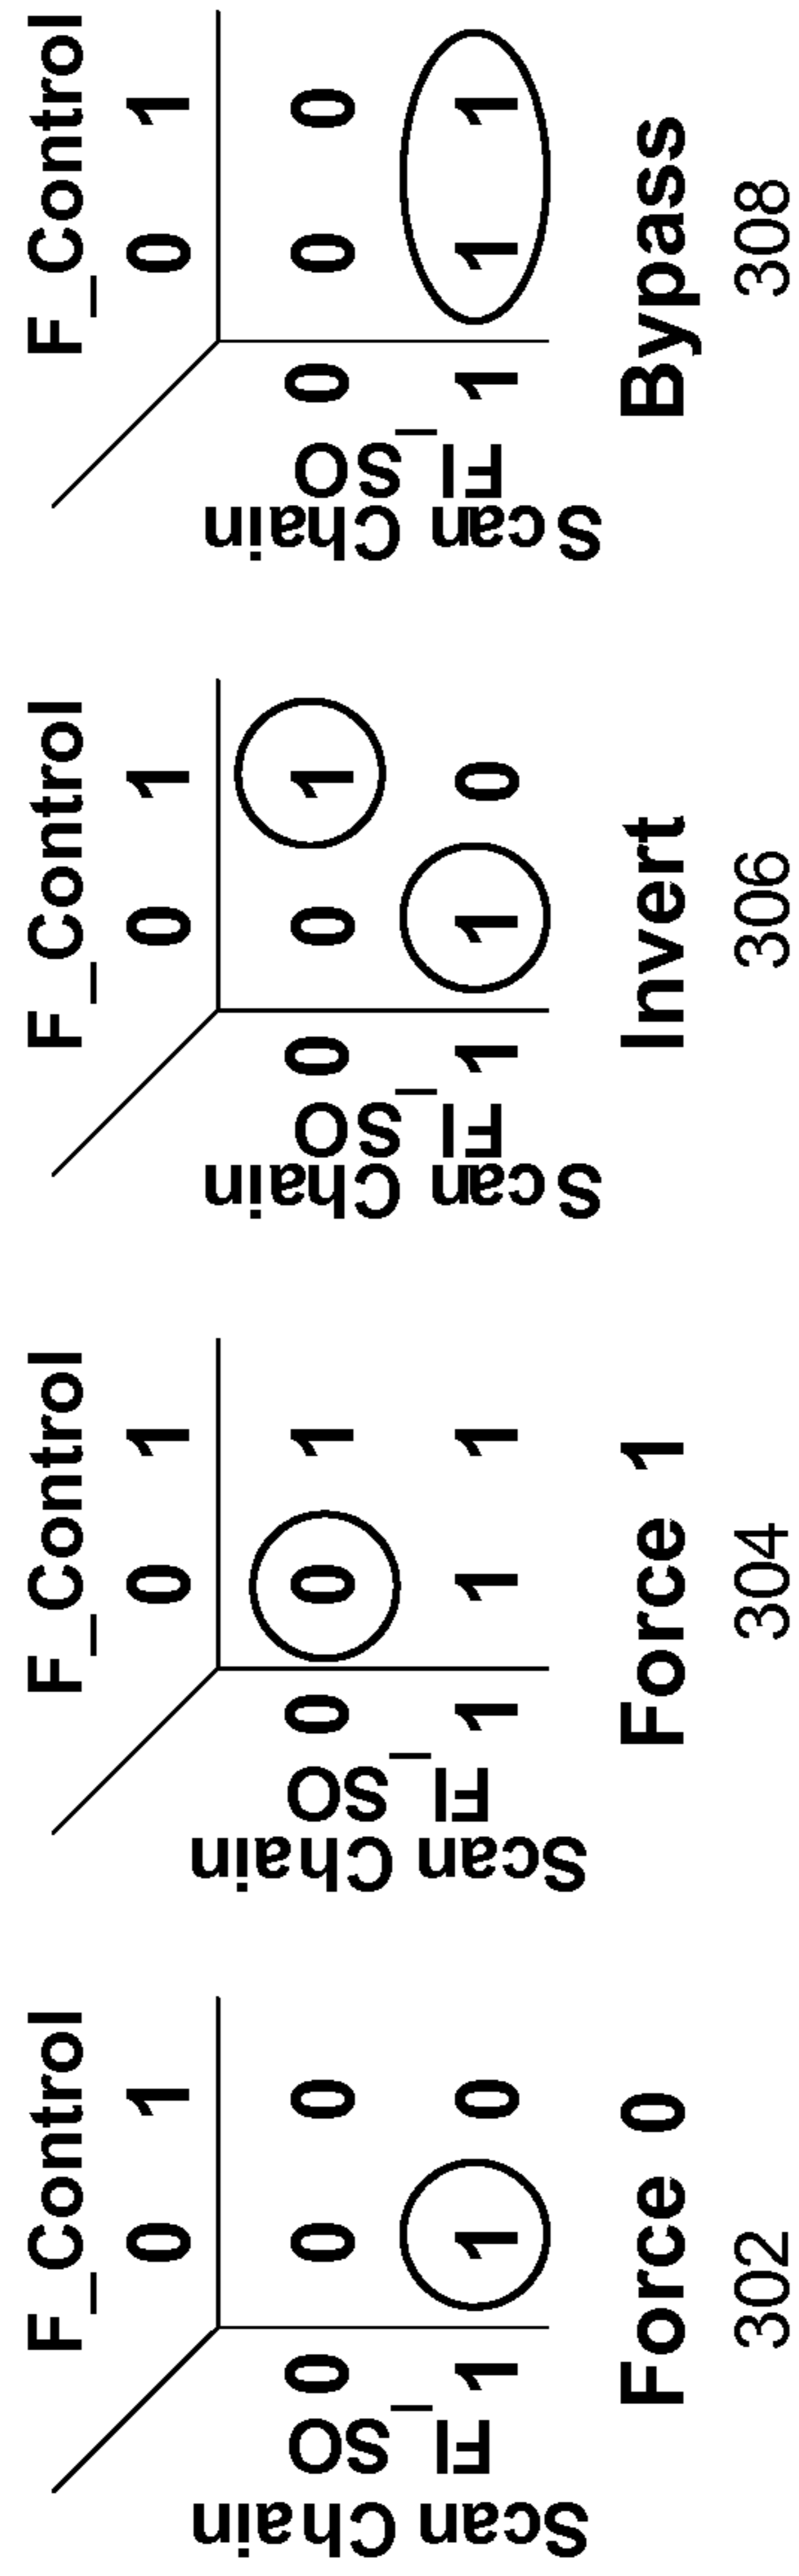 F_Control
0 1
Scan Chain
FI_SO
0 0 0
1 1 0
Force 0
302
F_Control
0 1
Scan Chain
FI_SO
0 0 1
1 1 1
Force 1
304
F_Control
0 1
Scan Chain
FI_SO
0 0 1
1 1 0
Invert
306
F_Control
0 1
Scan Chain
FI_SO
0 0 0
1 1 1
Bypass
308